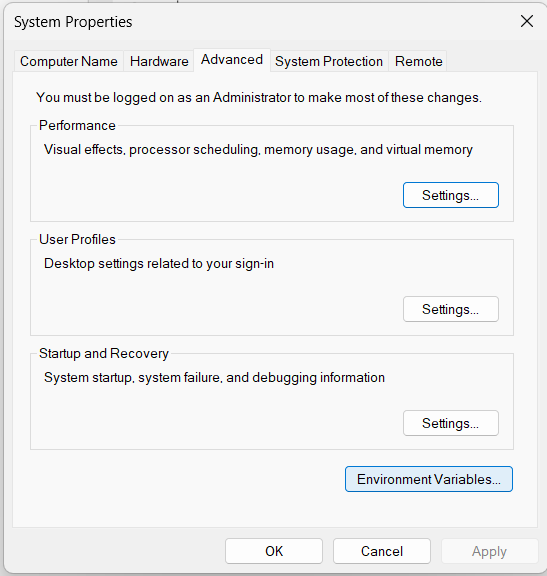 System Properties
Computer Name Hardware Advanced System Protection Remote
You must be logged on as an Administrator to make most of these changes.
Performance
Visual effects, processor scheduling, memory usage, and virtual memory
Settings...
User Profiles
Desktop settings related to your sign-in
Settings...
Startup and Recovery
System startup, system failure, and debugging information
Settings...
Environment Variables...
OK Cancel Apply